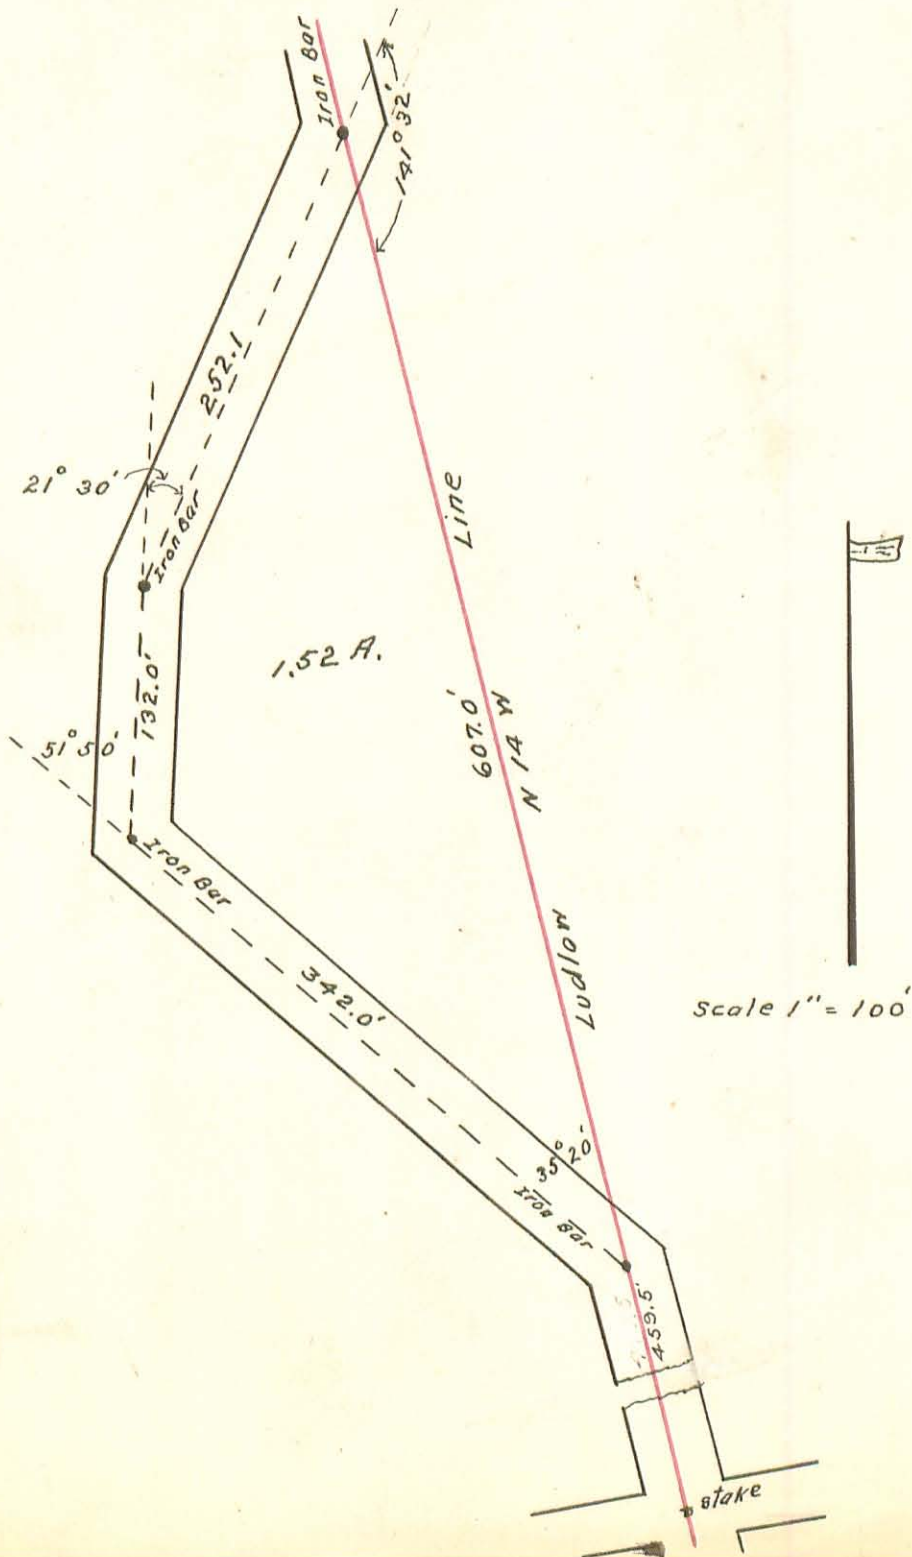 Iron Bar
141° 32'
252.1
21° 30'
Iron Bar
Line
1.52 A.
132.0'
51° 50'
607.0'
N 14 W
Iron Bar
342.0'
Ludlow
Scale 1" = 100'
35° 20'
Iron Bar
459.5'
stake